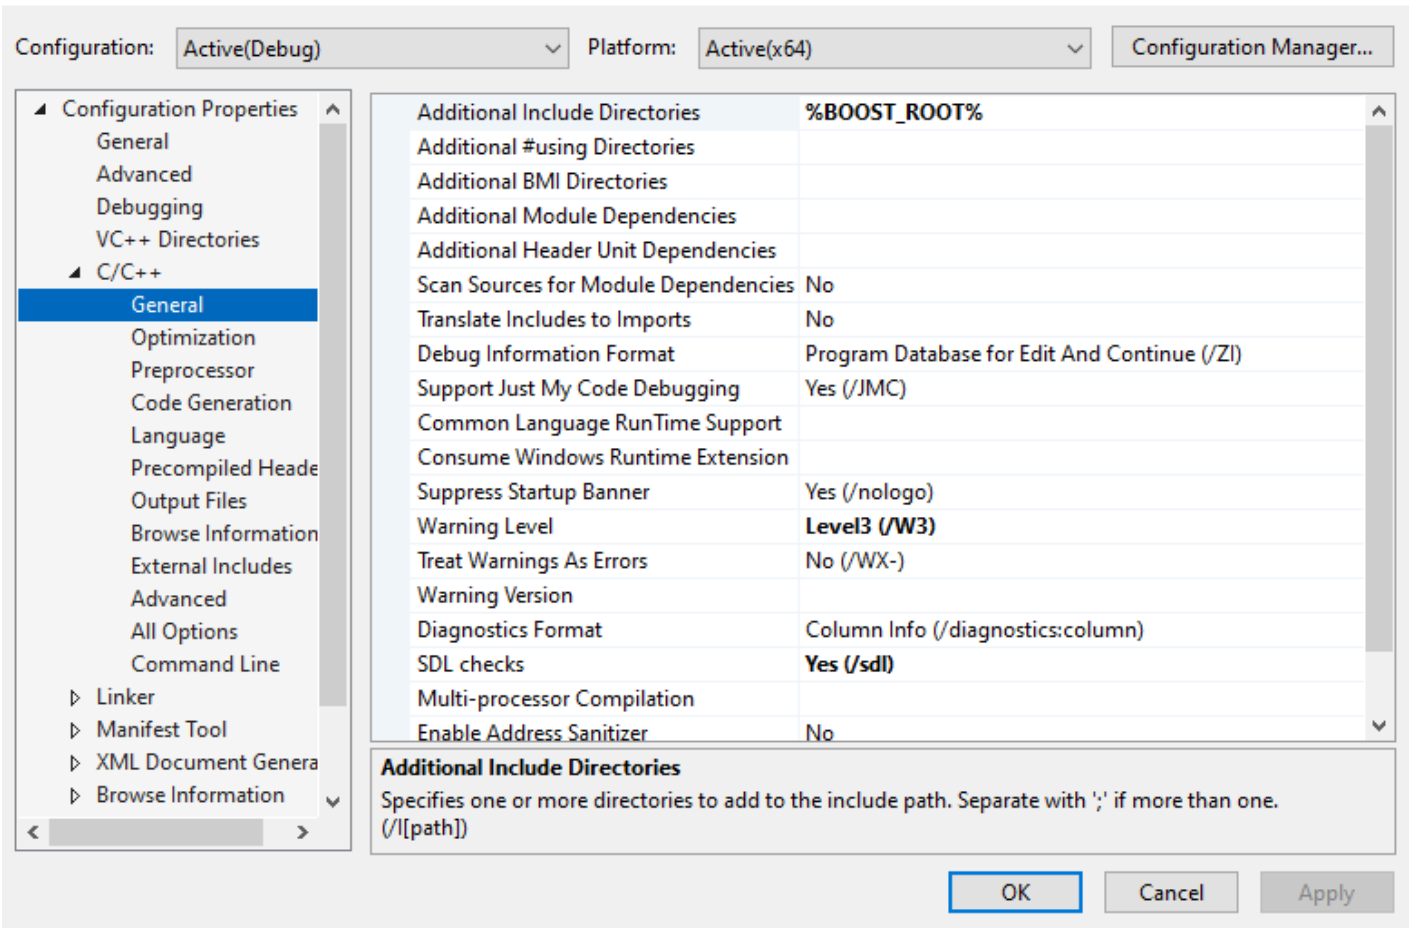 Configuration: Active(Debug) Platform: Active(x64) Configuration Manager...
Configuration Properties
General
Advanced
Debugging
VC++ Directories
C/C++
General
Optimization
Preprocessor
Code Generation
Language
Precompiled Heade
Output Files
Browse Information
External Includes
Advanced
All Options
Command Line
Linker
Manifest Tool
XML Document Genera
Browse Information
Additional Include Directories %BOOST_ROOT%
Additional #using Directories
Additional BMI Directories
Additional Module Dependencies
Additional Header Unit Dependencies
Scan Sources for Module Dependencies No
Translate Includes to Imports No
Debug Information Format Program Database for Edit And Continue (/ZI)
Support Just My Code Debugging Yes (/JMC)
Common Language RunTime Support
Consume Windows Runtime Extension
Suppress Startup Banner Yes (/nologo)
Warning Level Level3 (/W3)
Treat Warnings As Errors No (/WX-)
Warning Version
Diagnostics Format Column Info (/diagnostics:column)
SDL checks Yes (/sdl)
Multi-processor Compilation
Enable Address Sanitizer No
Additional Include Directories
Specifies one or more directories to add to the include path. Separate with ';' if more than one.
(/I[path])
OK Cancel Apply